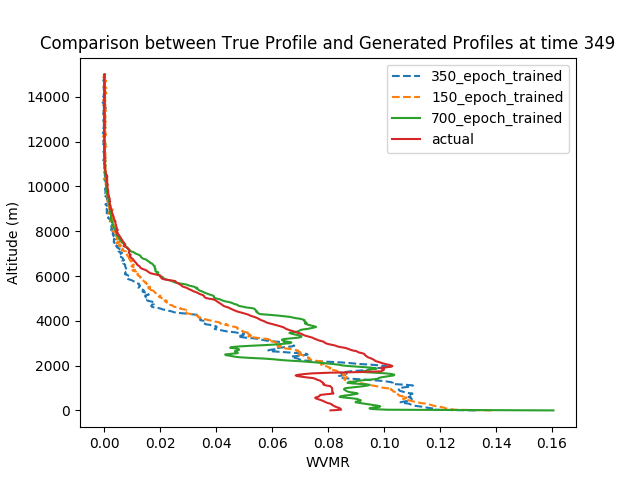 Comparison between True Profile and Generated Profiles at time 349
350_epoch_trained
150_epoch_trained
700_epoch_trained
actual
14000
12000
10000
8000
6000
4000
2000
0
Altitude (m)
0.00 0.02 0.04 0.06 0.08 0.10 0.12 0.14 0.16
WVMR